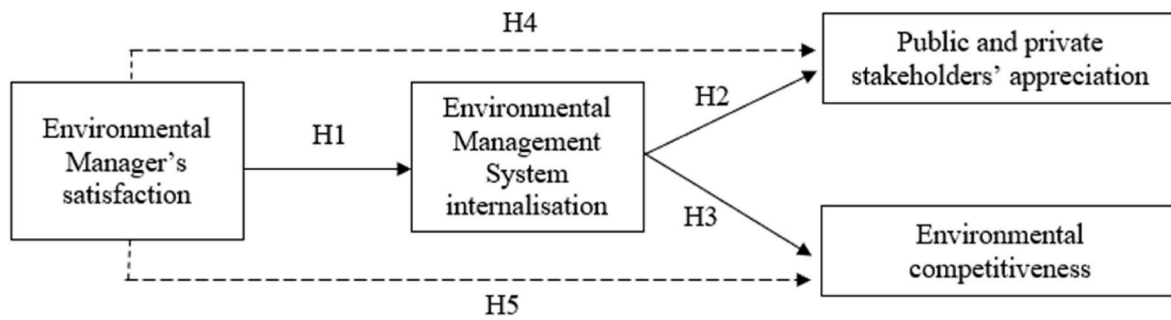 H4
Public and private
stakeholders’ appreciation
Environmental
Manager’s
satisfaction
H1
Environmental
Management
System
internalisation
H2
H3
Environmental
competitiveness
H5